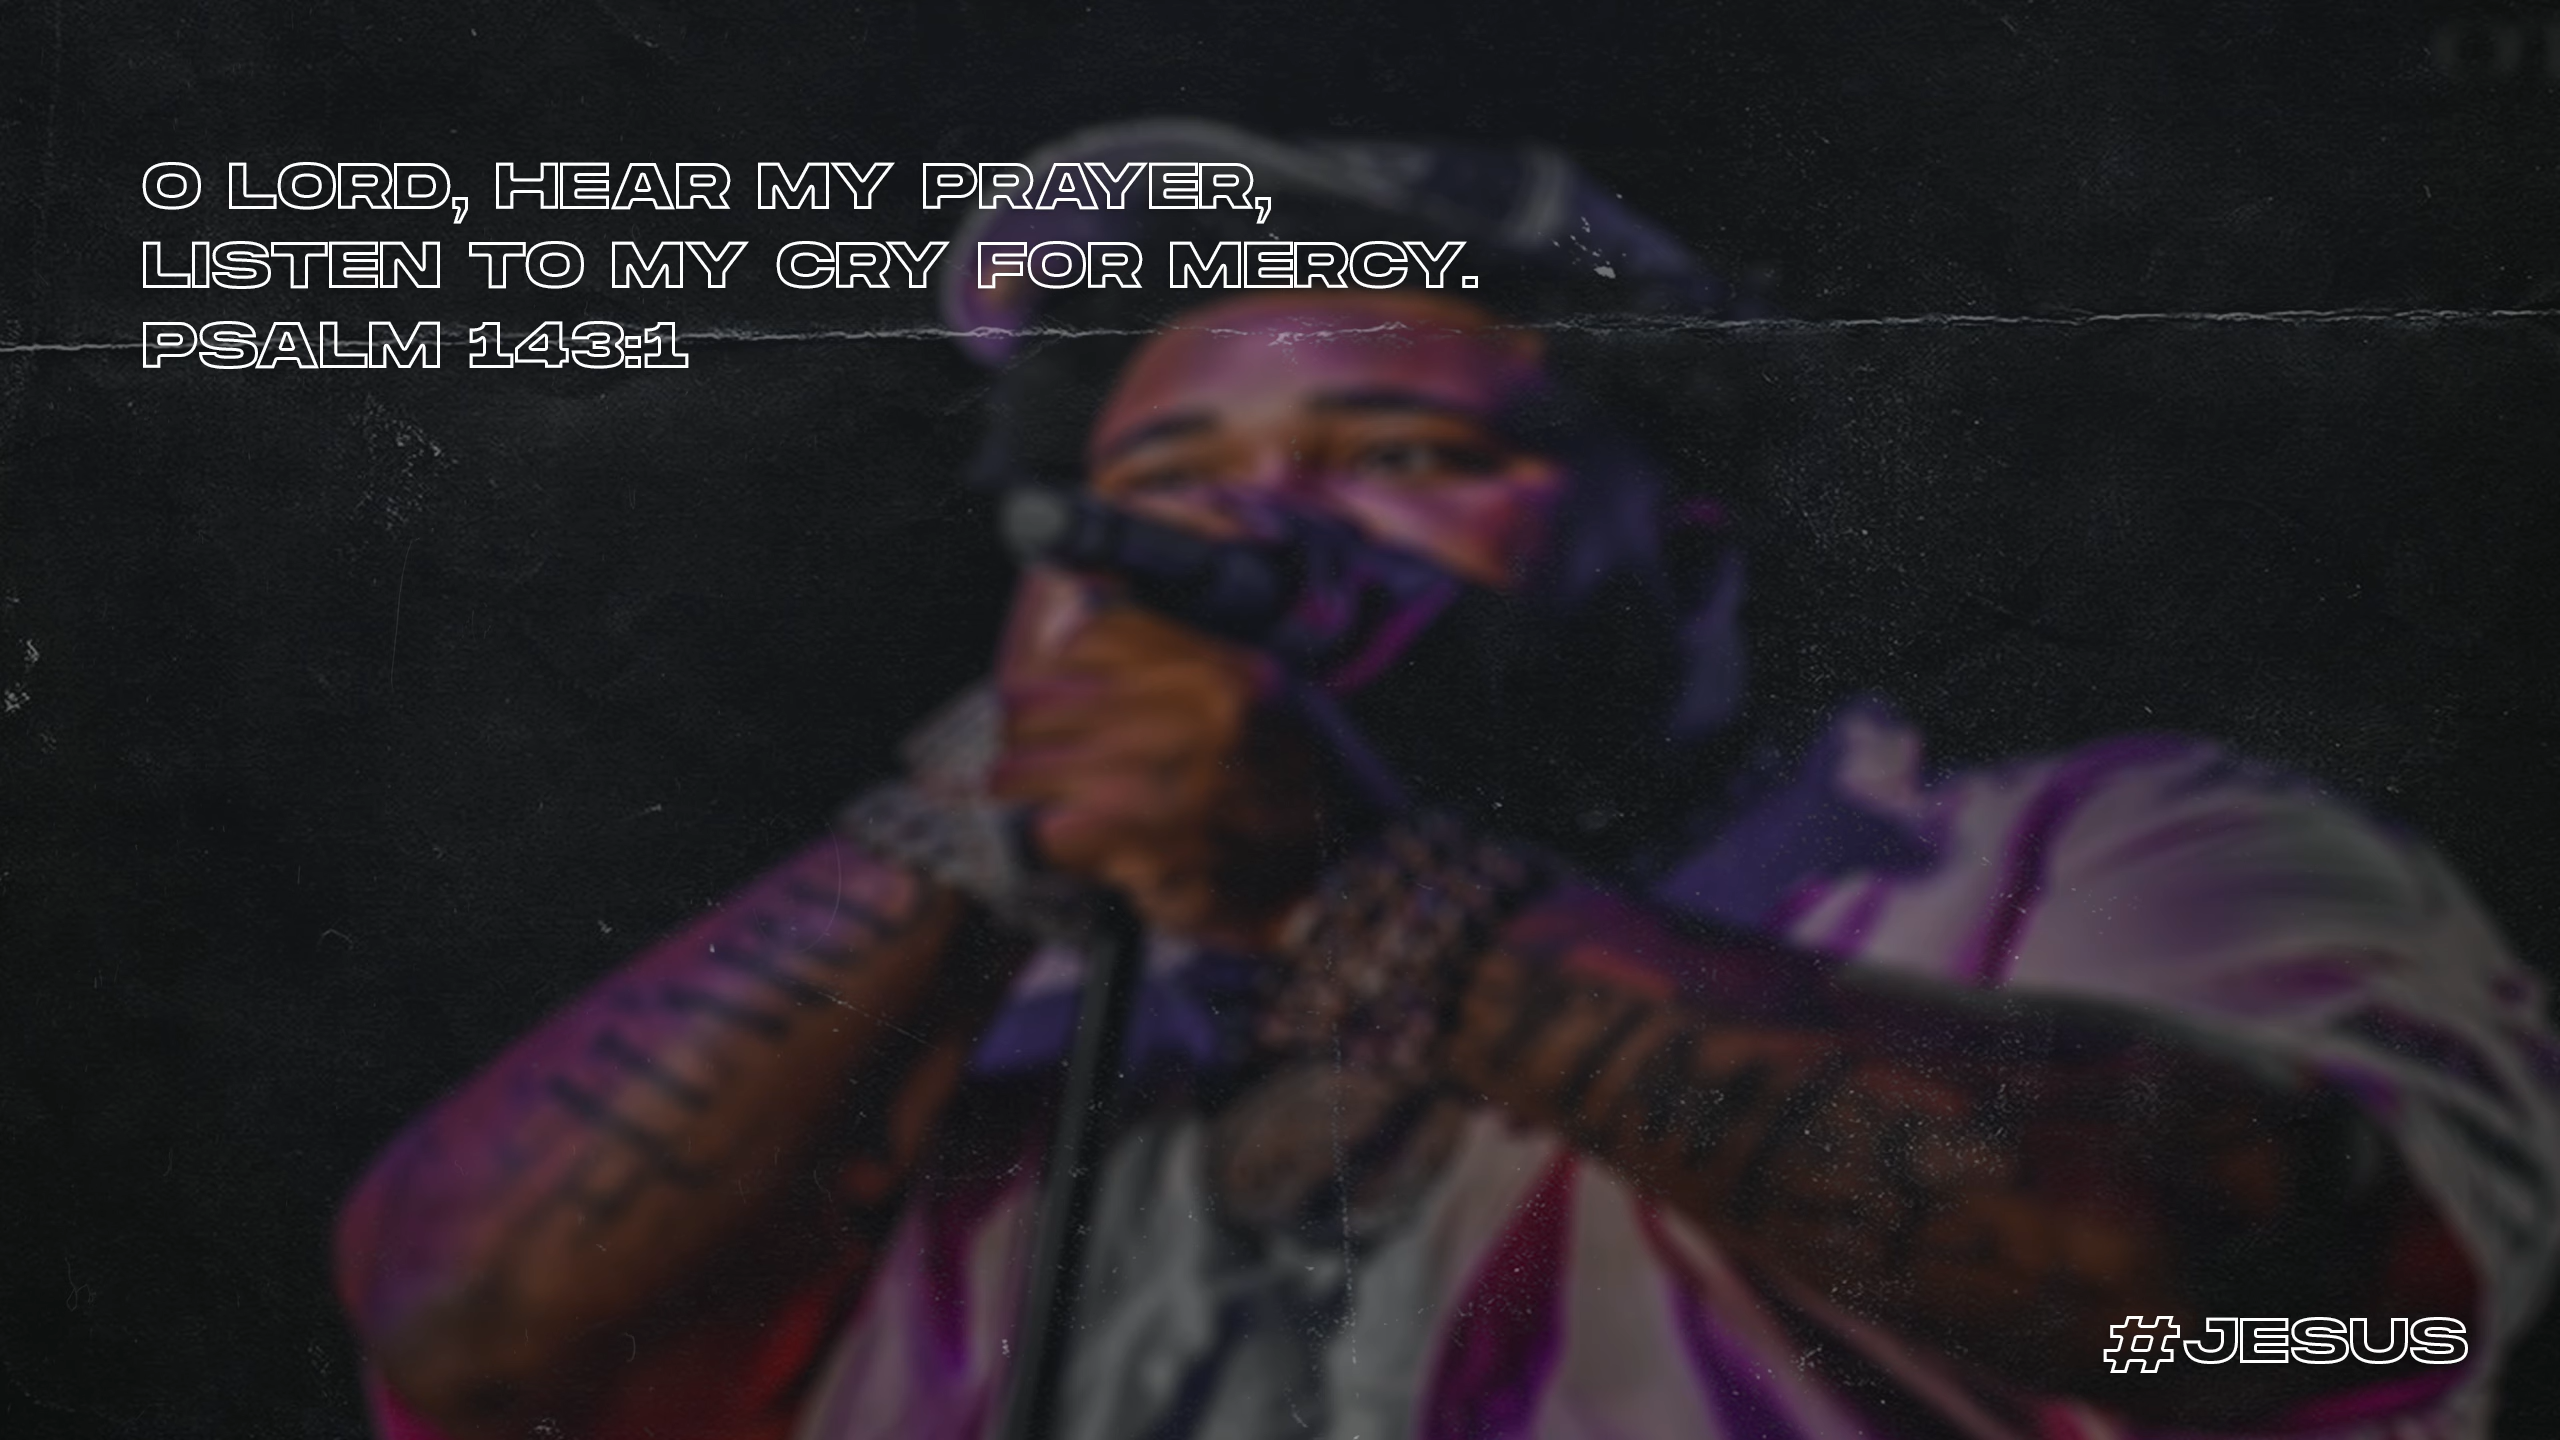 O LORD, HEAR MY PRAYER,
LISTEN TO MY CRY FOR MERCY.
PSALM 143:1
#JESUS